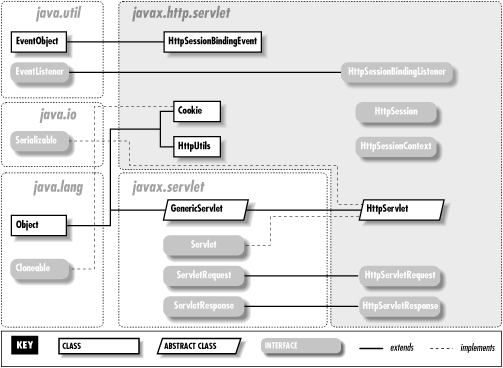 java.util
javax.http.servlet
EventObject
HttpSessionBindingEvent
EventListener
HttpSessionBindingListener
java.io
Cookie
HttpSession
Serializable
HttpUtils
HttpSessionContext
java.lang
javax.servlet
Object
GenericServlet
HttpServlet
Servlet
Cloneable
ServletRequest
HttpServletRequest
ServletResponse
HttpServletResponse
KEY
CLASS
ABSTRACT CLASS
INTERFACE
extends
implements